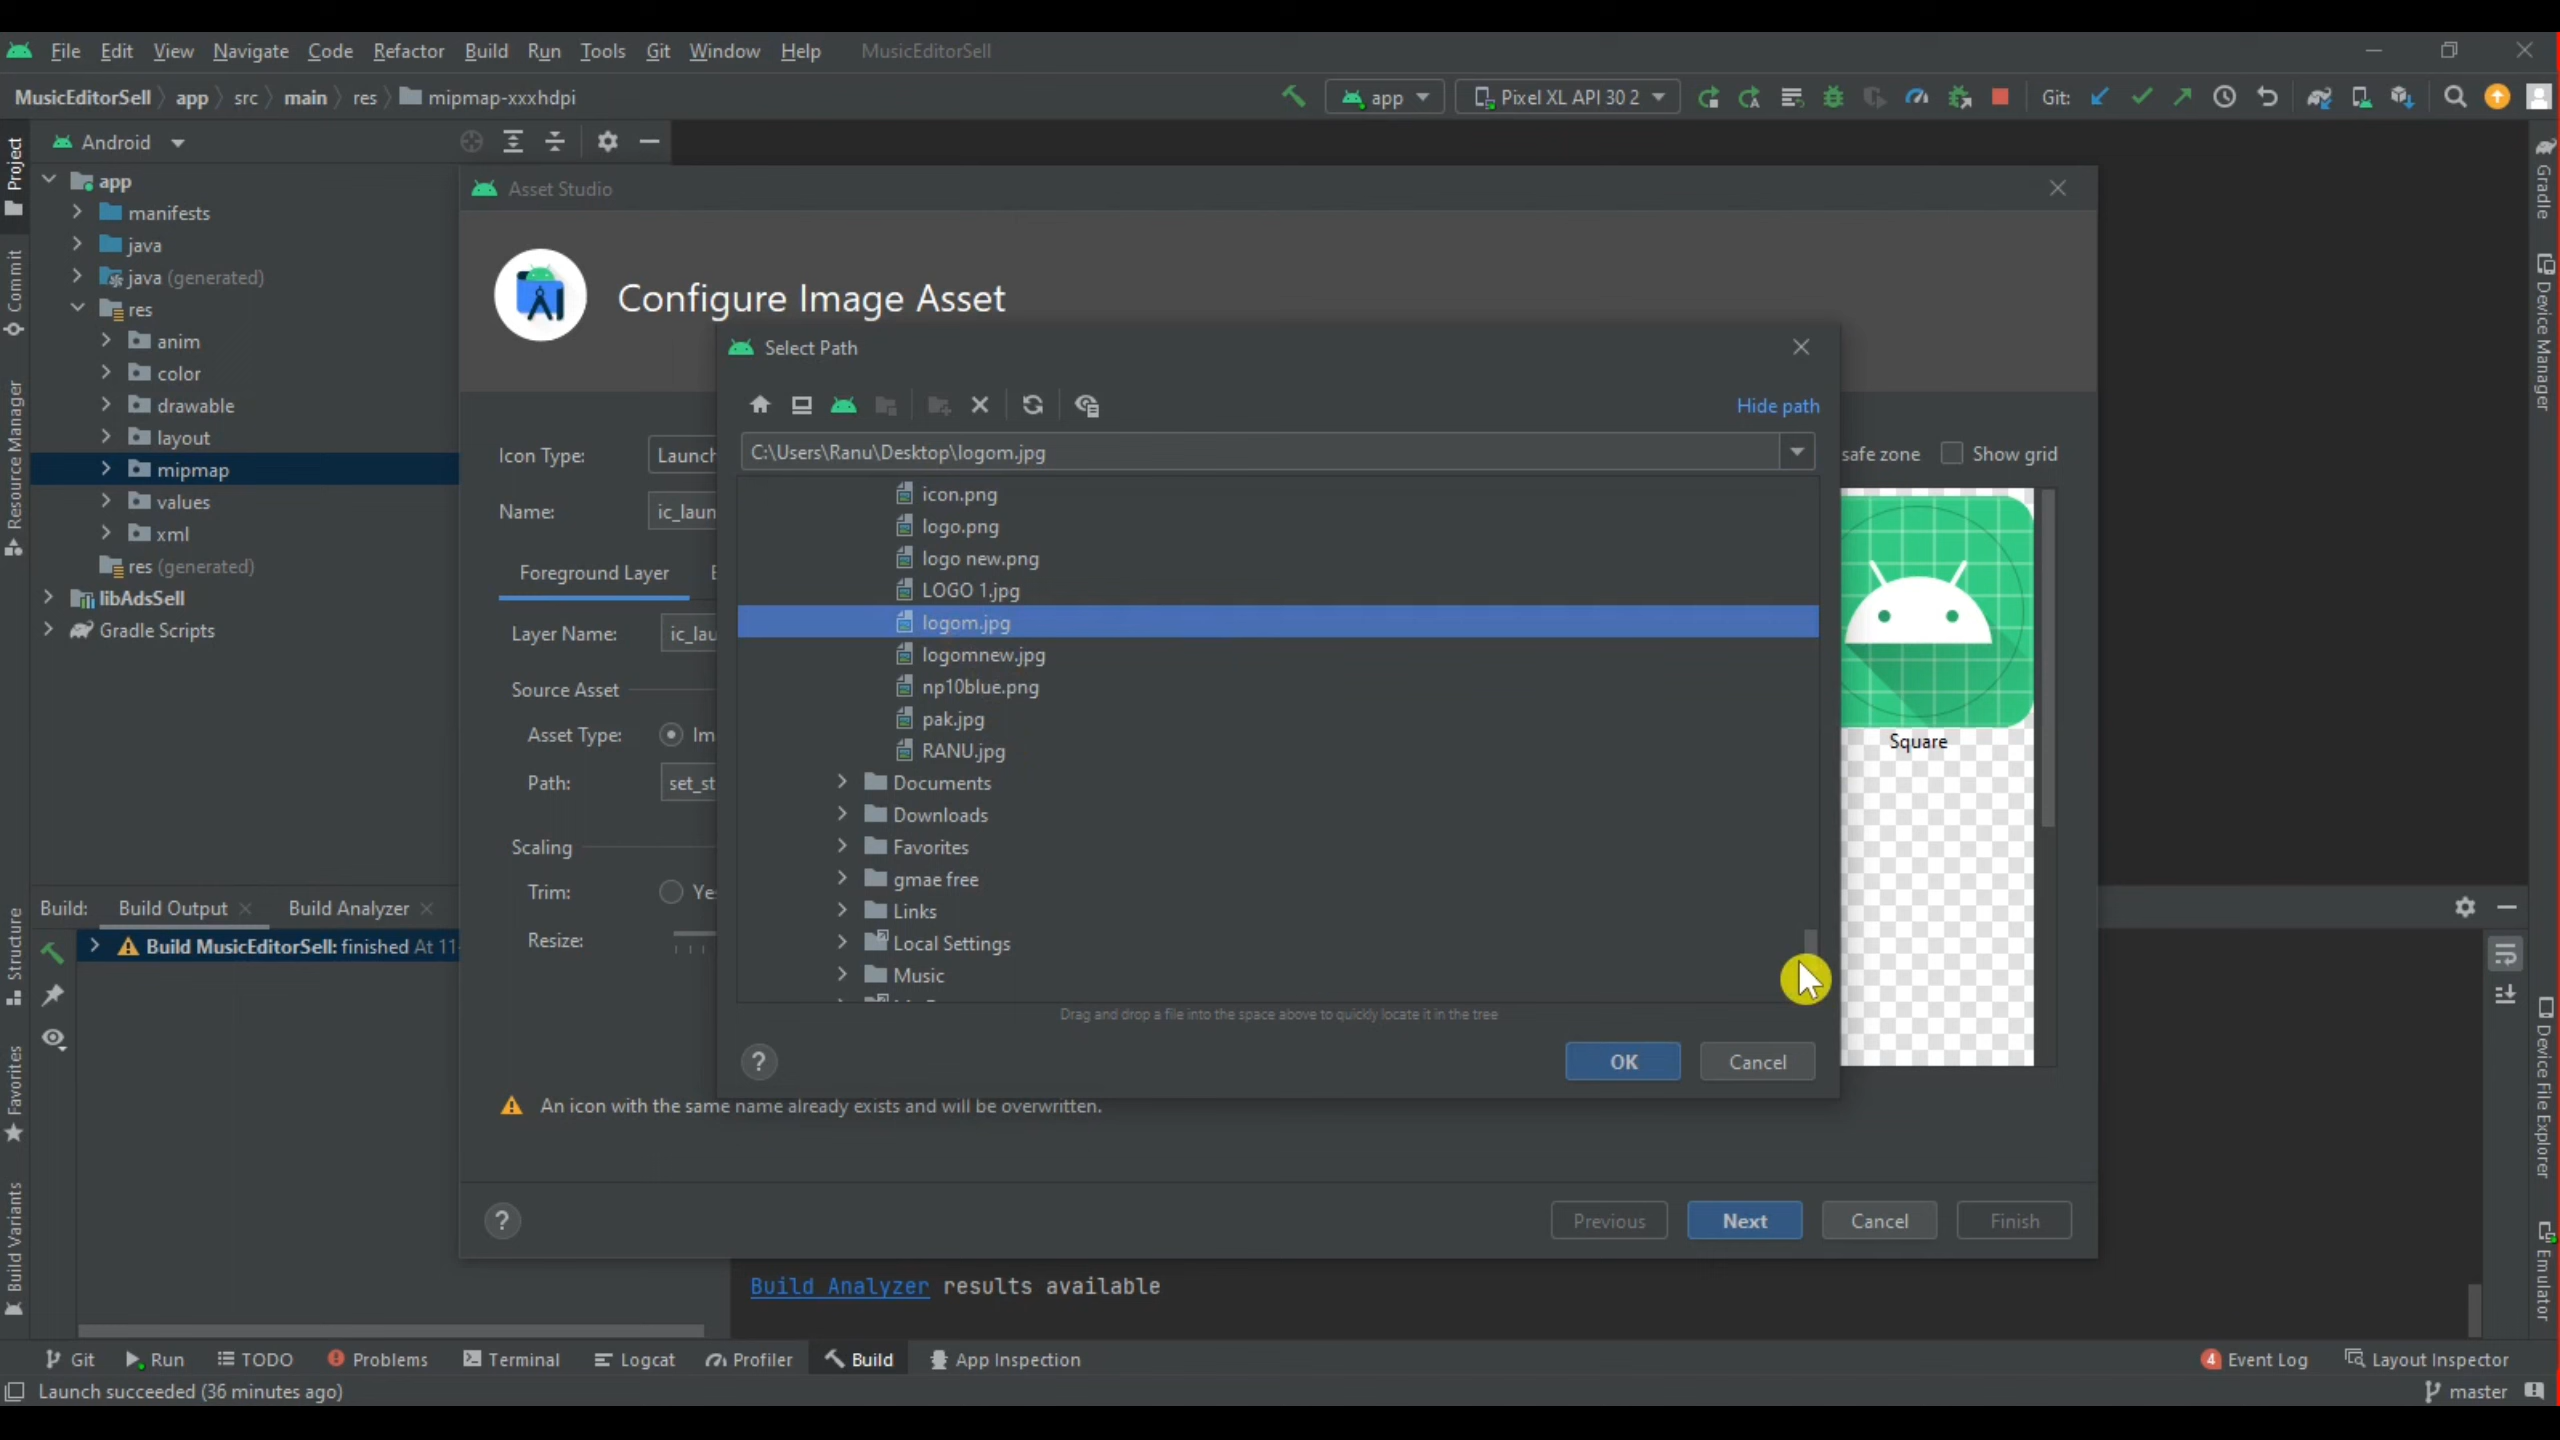 File Edit View Navigate Code Refactor Build Run Tools Git Window Help MusicEditorSell
MusicEditorSell app src main res mipmap-xxxhdpi app Pixel XL API 30 2 Git:
Android
app
manifests
java
java (generated)
res
anim
color
drawable
layout
mipmap
values
xml
res (generated)
libAdsSell
Gradle Scripts
Project
Commit
Resource Manager
Structure
Favorites
Build Variants
Asset Studio
Configure Image Asset
Icon Type:
Name:
Foreground Layer
Layer Name:
Source Asset
Asset Type:
Path:
Scaling
Trim:
Resize:
safe zone Show grid
Square
Select Path
Hide path
C:\Users\Ranu\Desktop\logom.jpg
icon.png
logo.png
logo new.png
LOGO 1.jpg
logom.jpg
logomnew.jpg
np10blue.png
pak.jpg
RANU.jpg
Documents
Downloads
Favorites
gmae free
Links
Local Settings
Music
Drag and drop a file into the space above to quickly locate it in the tree
? OK Cancel
An icon with the same name already exists and will be overwritten.
? Previous Next Cancel Finish
Build: Build Output Build Analyzer
Build MusicEditorSell: finished At 11
Build Analyzer results available
Gradle
Device Manager
Device File Explorer
Emulator
Git Run TODO Problems Terminal Logcat Profiler Build App Inspection 4 Event Log Layout Inspector
Launch succeeded (36 minutes ago) master